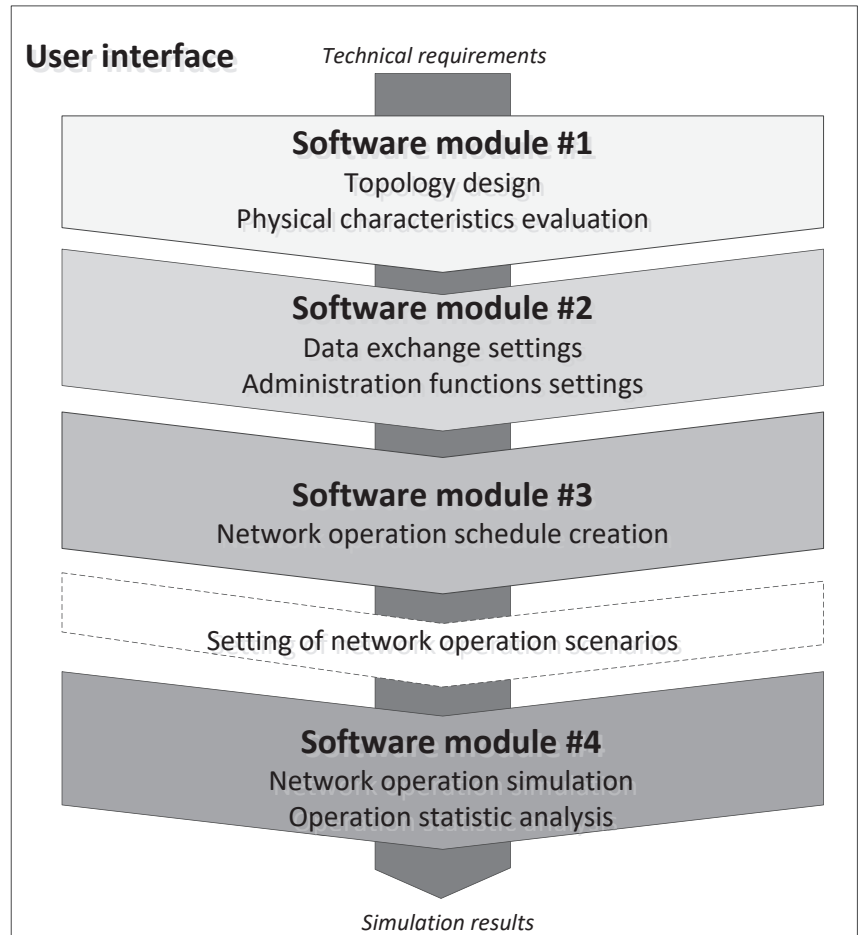 User interface
Technical requirements
Software module #1
Topology design
Physical characteristics evaluation
Software module #2
Data exchange settings
Administration functions settings
Software module #3
Network operation schedule creation
Setting of network operation scenarios
Software module #4
Network operation simulation
Operation statistic analysis
Simulation results